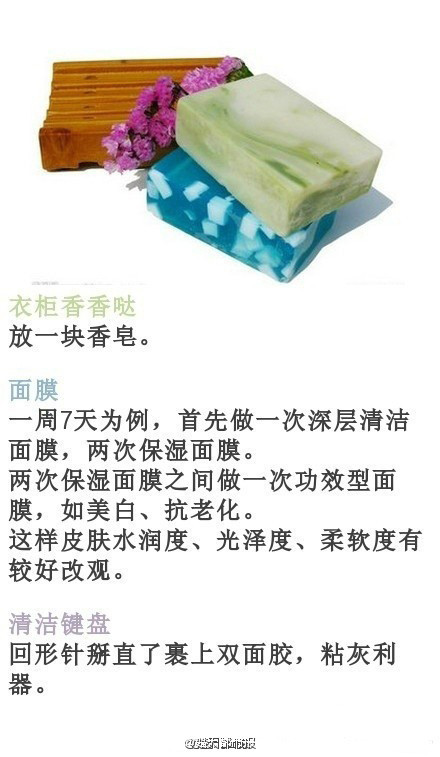 衣柜香香哒
放一块香皂。
面膜
一周7天为例，首先做一次深层清洁
面膜，两次保湿面膜。
两次保湿面膜之间做一次功效型面
膜，如美白、抗老化。
这样皮肤水润度、光泽度、柔软度有
较好改观。
清洁键盘
回形针掰直了裹上双面胶，粘灰利
器。